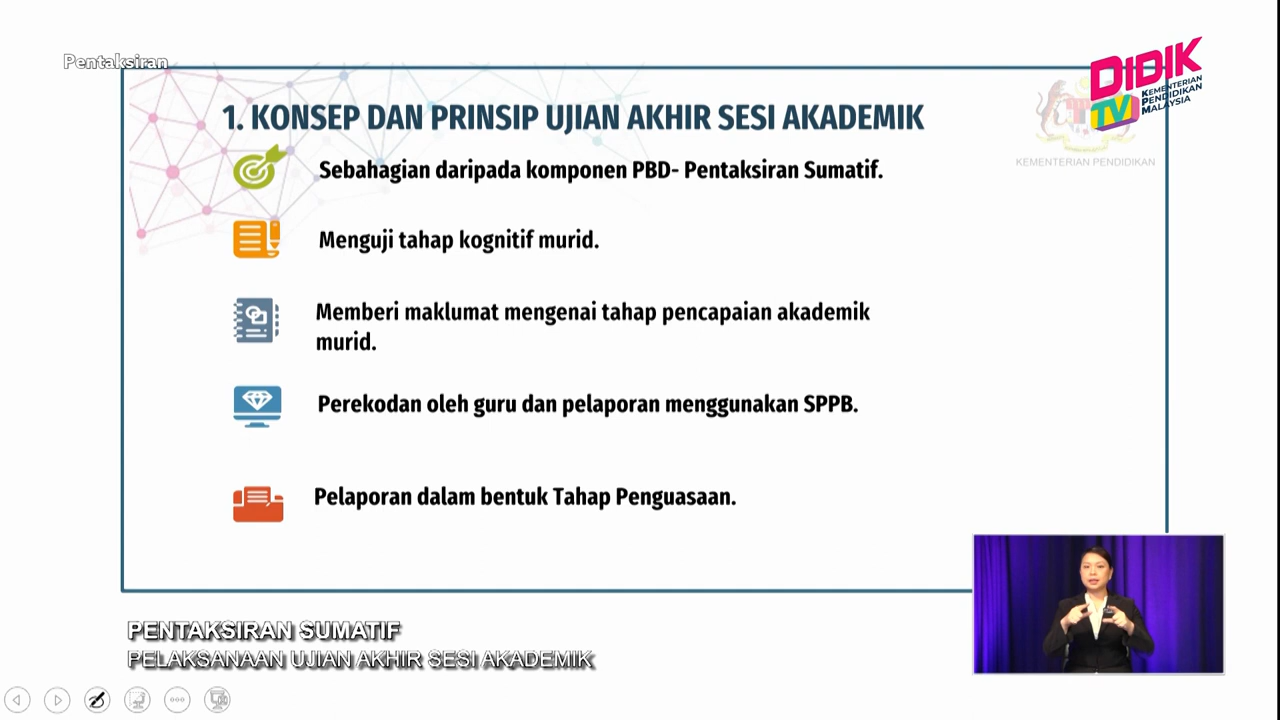 Pentaksiran
DIDIK
TV
KEMENTERIAN
PENDIDIKAN
MALAYSIA
1. KONSEP DAN PRINSIP UJIAN AKHIR SESI AKADEMIK
KEMENTERIAN PENDIDIKAN
Sebahagian daripada komponen PBD- Pentaksiran Sumatif.
Menguji tahap kognitif murid.
Memberi maklumat mengenai tahap pencapaian akademik
murid.
Perekodan oleh guru dan pelaporan menggunakan SPPB.
Pelaporan dalam bentuk Tahap Penguasaan.
PENTAKSIRAN SUMATIF
PELAKSANAAN UJIAN AKHIR SESI AKADEMIK